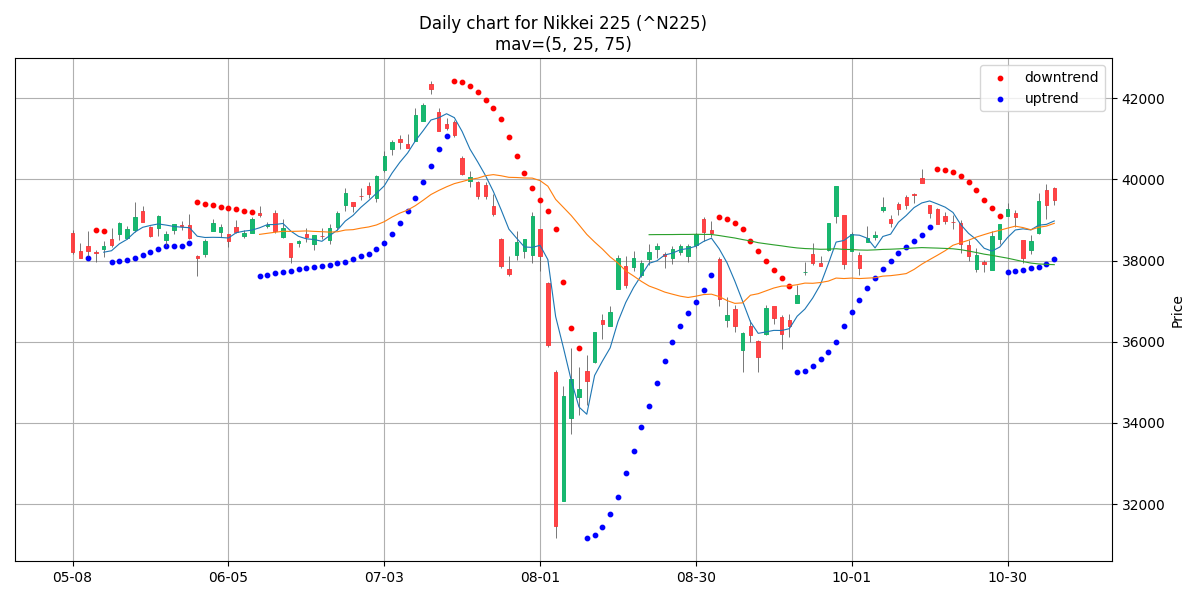 Daily chart for Nikkei 225 (^N225)
mav=(5, 25, 75)
downtrend
uptrend
42000
40000
38000
36000
34000
32000
Price
05-08
06-05
07-03
08-01
08-30
10-01
10-30